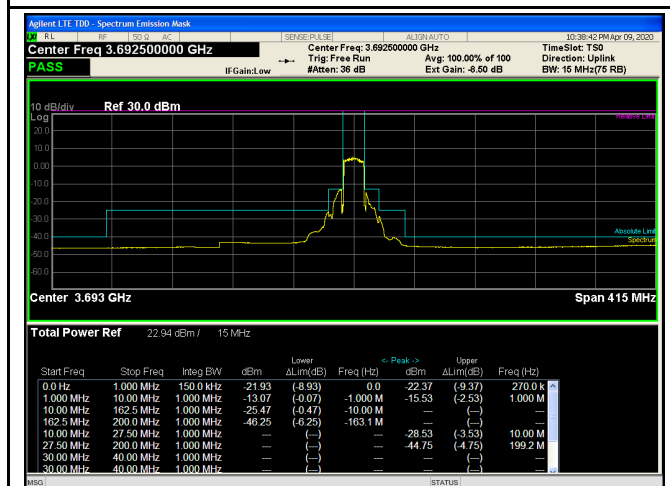 Agilent LTE TDD - Spectrum Emission Mask
LXI RL RF 50 Ω AC SENSE:PULSE ALIGN AUTO 10:38:42 PM Apr 09, 2020
Center Freq 3.692500000 GHz Center Freq: 3.692500000 GHz TimeSlot: TS0
Trig: Free Run Avg: 100.00% of 100 Direction: Uplink
PASS IFGain:Low #Atten: 36 dB Ext Gain: -8.50 dB BW: 15 MHz(75 RB)
10 dB/div Ref 30.0 dBm
Log
Relative Limit
20.0
10.0
0.00
-10.0
-20.0
-30.0
-40.0
Absolute Limit
Spectrum
-50.0
-60.0
Center 3.693 GHz Span 415 MHz
Total Power Ref 22.94 dBm / 15 MHz
Lower <- Peak -> Upper
Start Freq Stop Freq Integ BW dBm ΔLim(dB) Freq (Hz) dBm ΔLim(dB) Freq (Hz)
0.0 Hz 1.000 MHz 150.0 kHz -21.93 (-8.93) 0.0 -22.37 (-9.37) 270.0 k
1.000 MHz 10.00 MHz 1.000 MHz -13.07 (-0.07) -1.000 M -15.53 (-2.53) 1.000 M
10.00 MHz 162.5 MHz 1.000 MHz -25.47 (-0.47) -10.00 M --- (---) ---
162.5 MHz 200.0 MHz 1.000 MHz -46.25 (-6.25) -163.1 M --- (---) ---
10.00 MHz 27.50 MHz 1.000 MHz --- (---) --- -28.53 (-3.53) 10.00 M
27.50 MHz 200.0 MHz 1.000 MHz --- (---) --- -44.75 (-4.75) 199.2 M
30.00 MHz 40.00 MHz 1.000 MHz --- (---) --- --- (---) ---
30.00 MHz 40.00 MHz 1.000 MHz --- (---) --- --- (---) ---
MSG STATUS